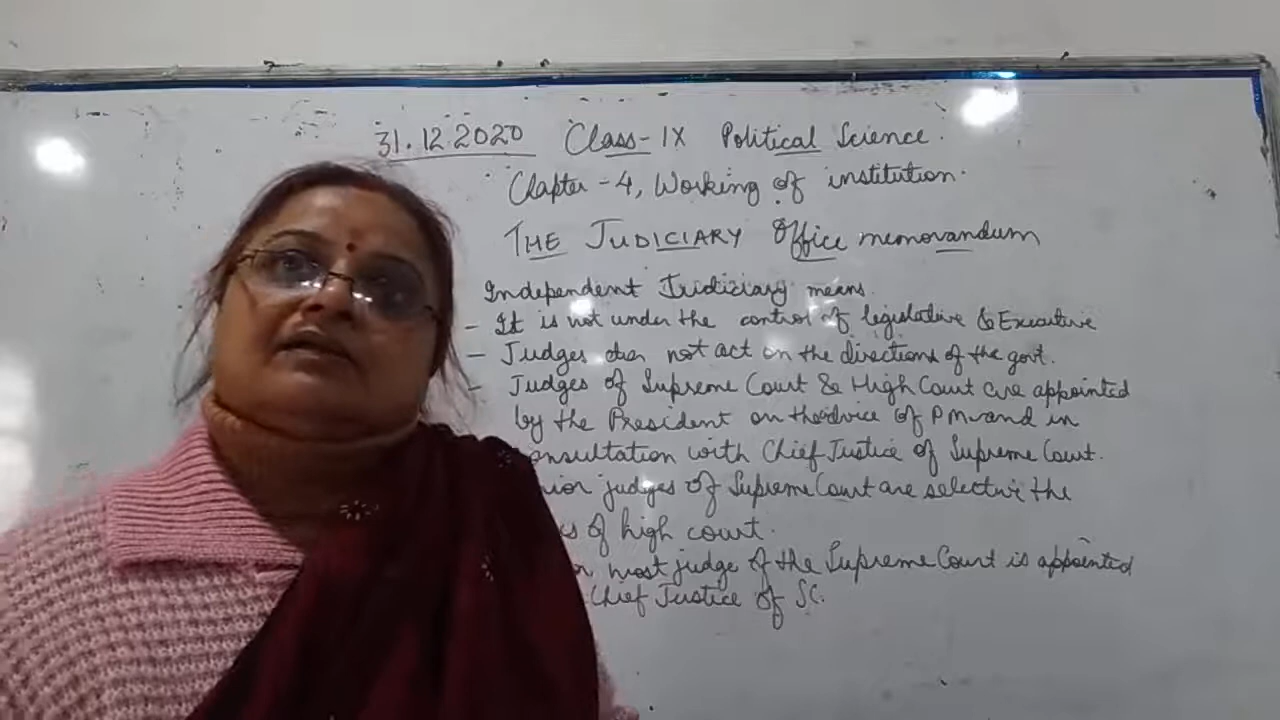 31.12.2020 Class-IX Political Science.
Chapter-4, Working of institution.
THE JUDICIARY Office memorandum
Independent Judiciary means.
- It is not under the control of legislative & Executive
- Judges do not act on the directions of the govt.
- Judges of Supreme Court & High Court are appointed
by the President on the advice of PM and in
onsultation with Chief Justice of Supreme Court.
judges of Supreme Court are selective the
of high court.
most judge of the Supreme Court is appointed
Chief Justice of SC.